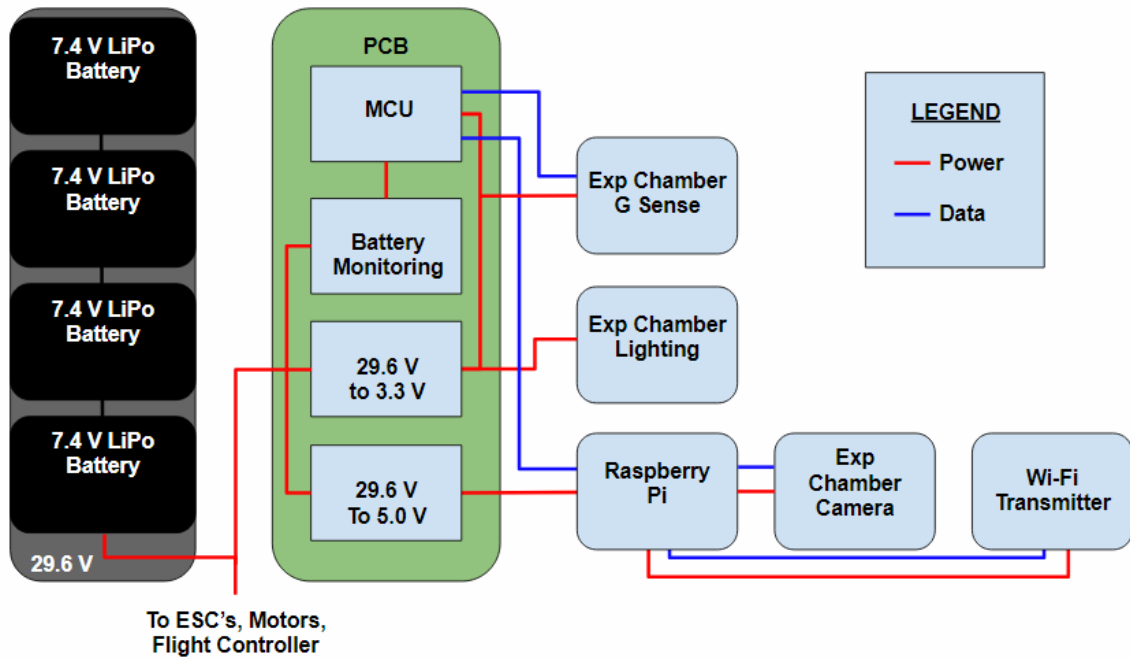 7.4 V LiPo
Battery
7.4 V LiPo
Battery
7.4 V LiPo
Battery
7.4 V LiPo
Battery
29.6 V
To ESC's, Motors,
Flight Controller
PCB
MCU
Battery
Monitoring
29.6 V
to 3.3 V
29.6 V
To 5.0 V
Exp Chamber
G Sense
Exp Chamber
Lighting
Raspberry
Pi
Exp
Chamber
Camera
Wi-Fi
Transmitter
LEGEND
Power
Data